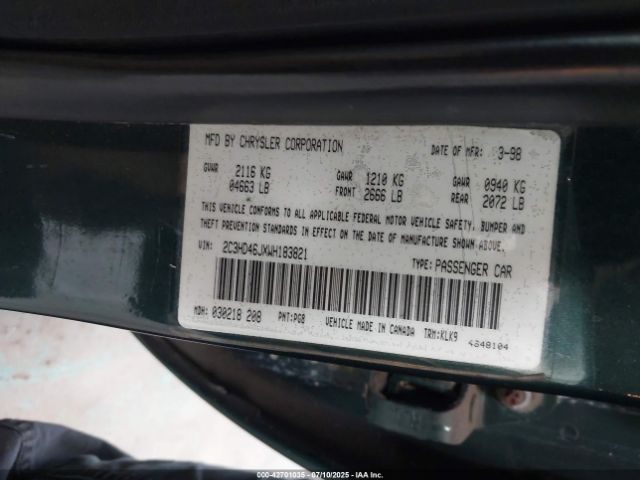 MFD BY CHRYSLER CORPORATION DATE OF MFR: 3-98
GVWR 2116 KG GAWR 1210 KG GAWR 0940 KG
04663 LB FRONT 2666 LB REAR 2072 LB
THIS VEHICLE CONFORMS TO ALL APPLICABLE FEDERAL MOTOR VEHICLE SAFETY, BUMPER AND
THEFT PREVENTION STANDARDS IN EFFECT ON THE DATE OF MANUFACTURE SHOWN ABOVE.
VIN: 2C3HD46JXWH183821 TYPE: PASSENGER CAR
MDH: 030218 208 PNT: PG8 VEHICLE MADE IN CANADA TRM: KLK9 4648104
000-42701035 - 07/10/2025 - IAAI.com